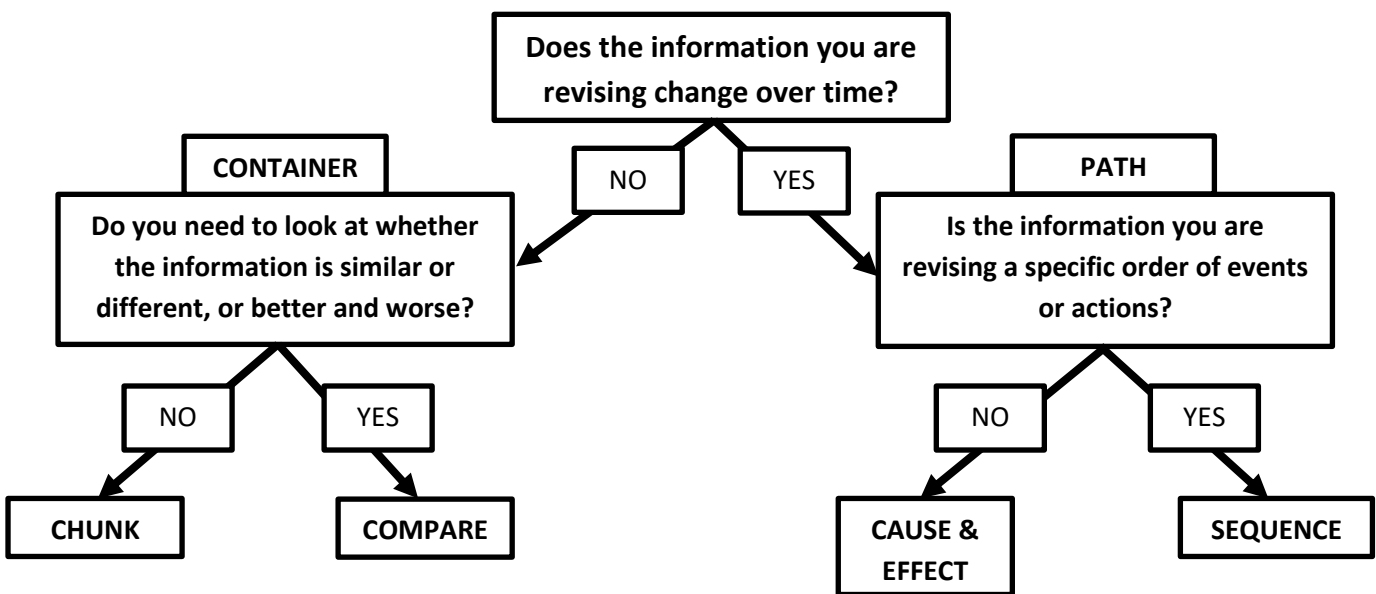 Does the information you are
revising change over time?
NO
YES
CONTAINER
Do you need to look at whether
the information is similar or
different, or better and worse?
PATH
Is the information you are
revising a specific order of events
or actions?
NO
YES
NO
YES
CHUNK
COMPARE
CAUSE &
EFFECT
SEQUENCE